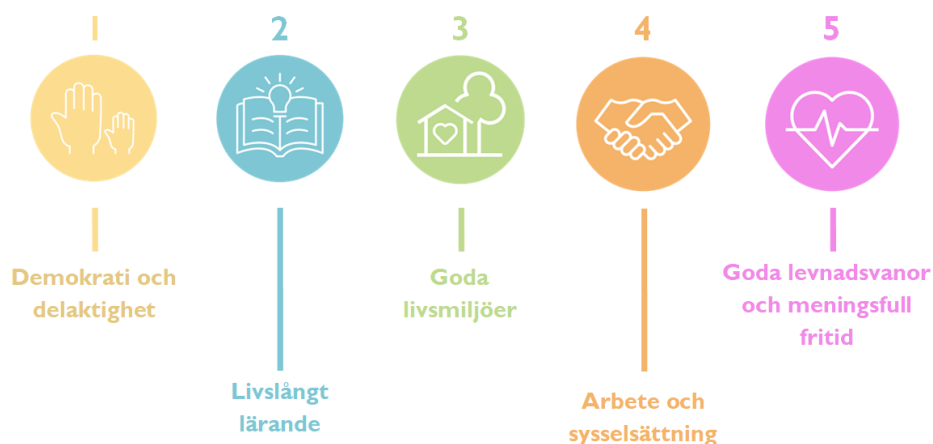 1
Demokrati och
delaktighet
2
Livslångt
lärande
3
Goda
livsmiljöer
4
Arbete och
sysselsättning
5
Goda levnadsvanor
och meningsfull
fritid